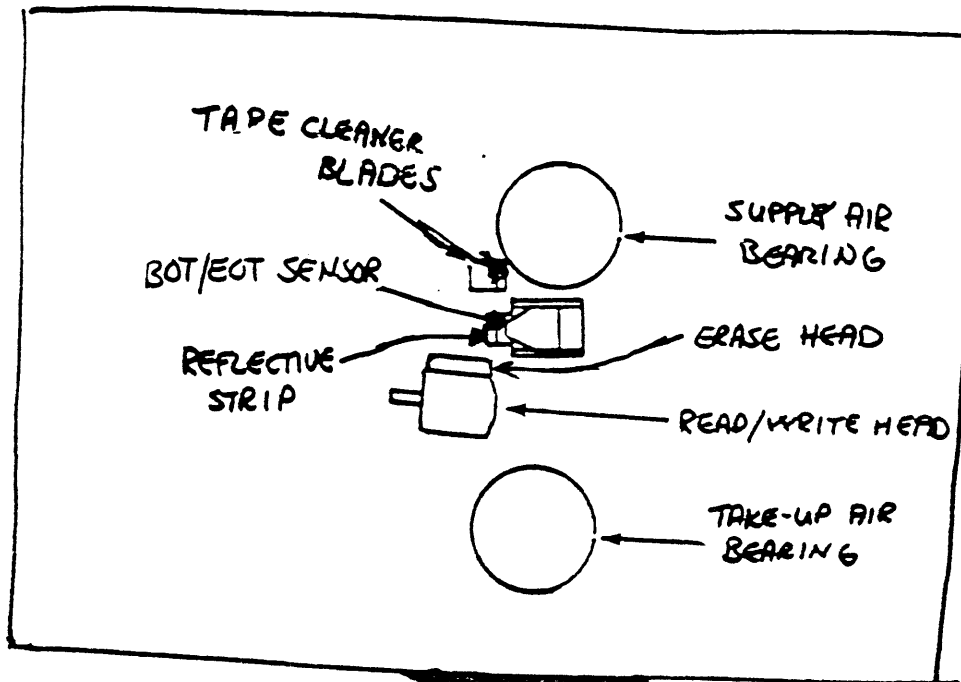 TAPE CLEANER
BLADES
SUPPLY AIR
BEARING
BOT/EOT SENSOR
ERASE HEAD
REFLECTIVE
STRIP
READ/WRITE HEAD
TAKE-UP AIR
BEARING